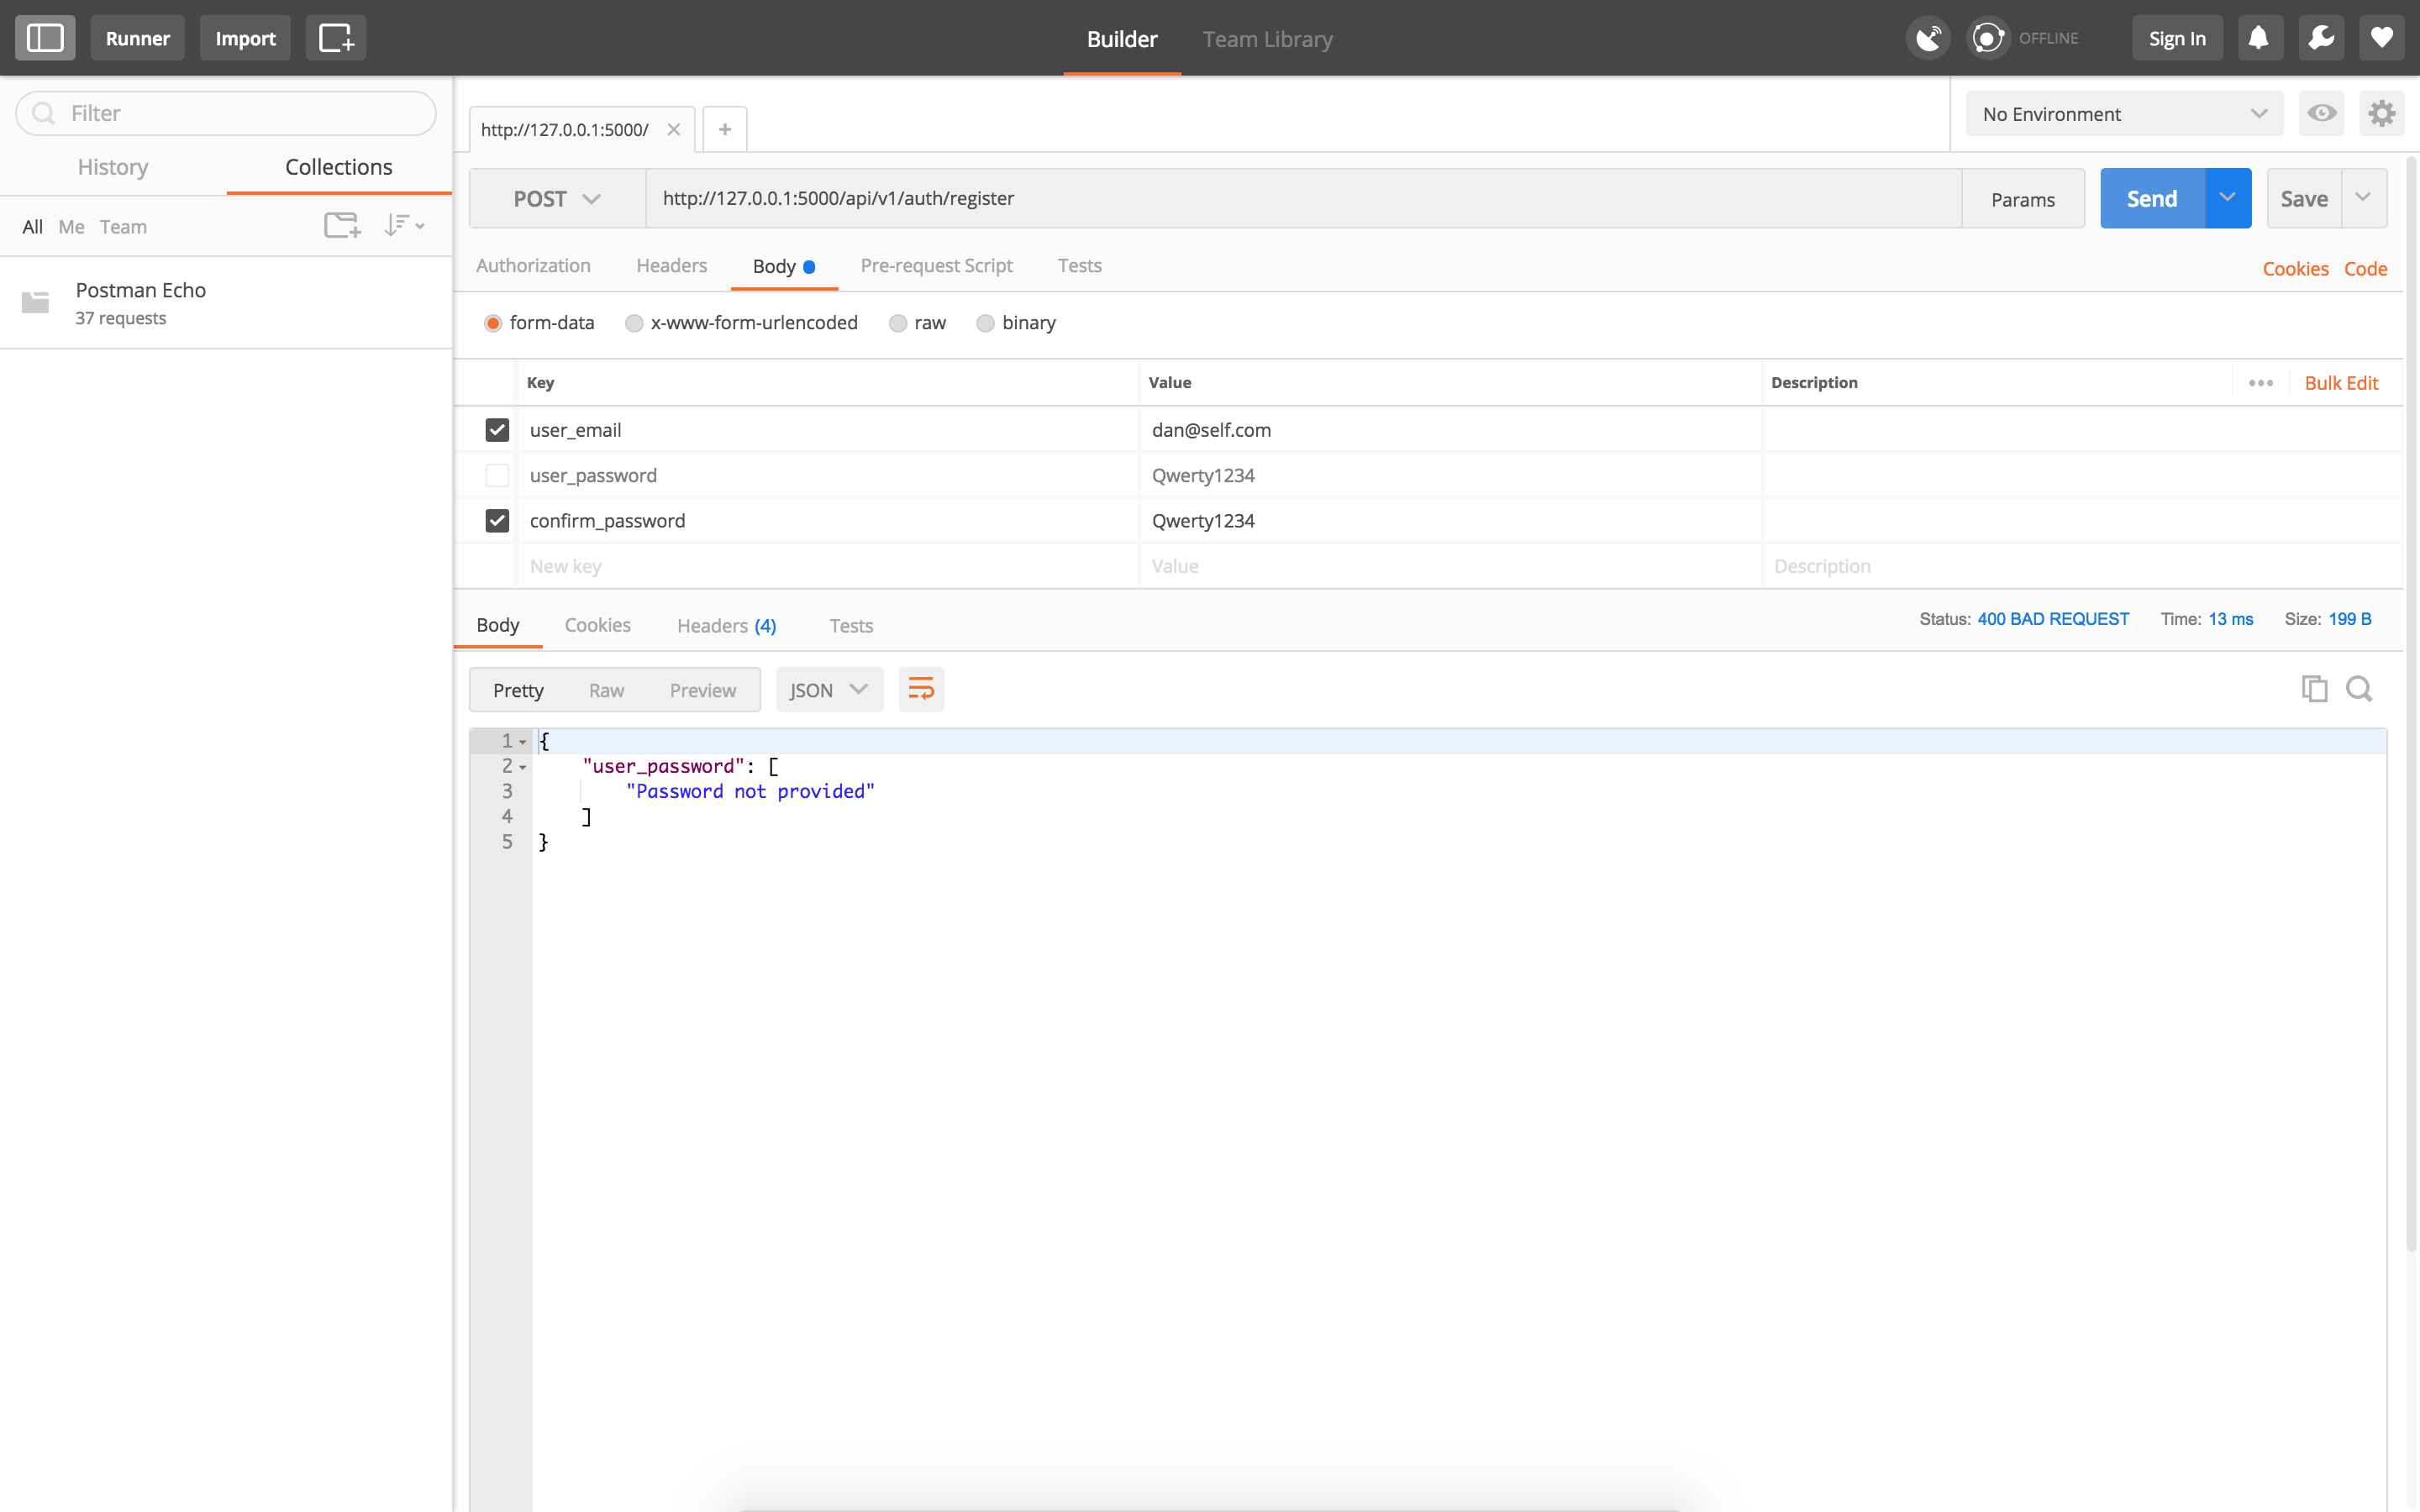 Runner Import Builder Team Library OFFLINE Sign In
Filter
History Collections
All Me Team
Postman Echo
37 requests
http://127.0.0.1:5000/ No Environment
POST http://127.0.0.1:5000/api/v1/auth/register Params Send Save
Authorization Headers Body Pre-request Script Tests Cookies Code
form-data x-www-form-urlencoded raw binary
Key Value Description Bulk Edit
user_email dan@self.com
user_password Qwerty1234
confirm_password Qwerty1234
New key Value Description
Body Cookies Headers (4) Tests Status: 400 BAD REQUEST Time: 13 ms Size: 199 B
Pretty Raw Preview JSON
1 {
2 "user_password": [
3 "Password not provided"
4 ]
5 }